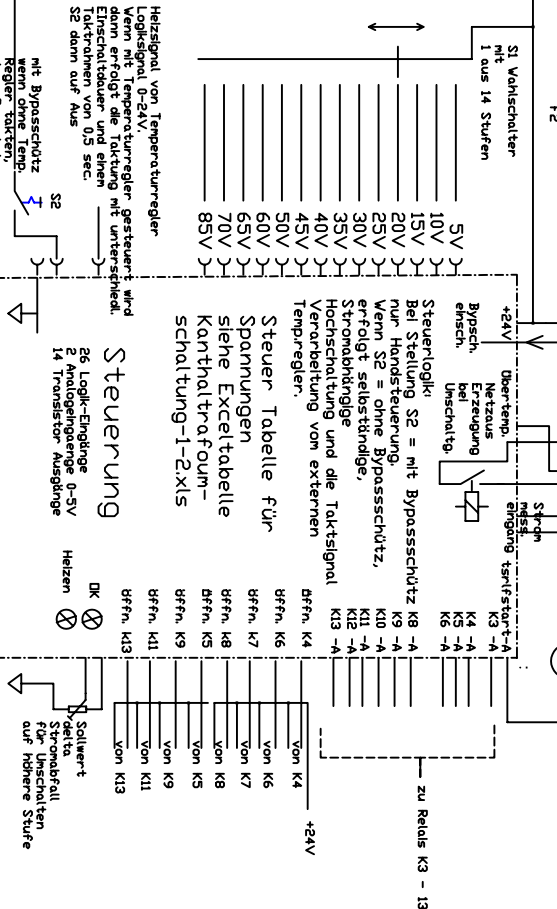 F2
S1 Wahlschalter
mit
1 aus 14 Stufen
5V
10V
15V
20V
25V
30V
35V
40V
45V
50V
60V
65V
70V
85V
Heizsignal von Temperaturregler
Logiksignal 0-24V.
Wenn mit Temperaturregler gesteuert wird
dann erfolgt die Taktung mit unterschiedl.
EInschaltdauer und einem
Taktrahmen von 0,5 sec.
S2 dann auf Aus
S2
mit Bypasschütz
wenn ohne Temp.
Regler takten,
+24V
Bypsch.
einsch.
Übertemp.
Netzaus
Erzeugung
bei
Umschaltg.
Strom
mess.
eingang
tsrlfstart-A
Steuerlogik:
Bei Stellung S2 = mit Bypassschütz
nur Handsteuerung.
Wenn S2 = ohne Bypassschütz,
erfolgt selbständige,
Stromabhängige
Hochschaltung und die Taktsignal
Verarbeitung vom externen
Temp.regler.
Steuer Tabelle für
Spannungen
siehe Exceltabelle
Kanthaltrafoum-
schaltung-1-2.xls
Steuerung
26 Logik-Eingänge
2 Analogeingaenge 0-5V
14 Transistor Ausgänge
K3 -A
K4 -A
K5 -A
K6 -A
K8 -A
K9 -A
K10 -A
K11 -A
K12 -A
K13 -A
öffn. K4
öffn. K6
öffn. k7
öffn. k8
öffn. K5
öffn. K9
öffn. k11
öffn. k13
OK
Heizen
von K4
von K6
von K7
von K8
von K5
von K9
von K11
von K13
+24V
zu Relais K3 - 13
Sollwert
delta
Stromabfall
für Umschalten
auf höhere Stufe